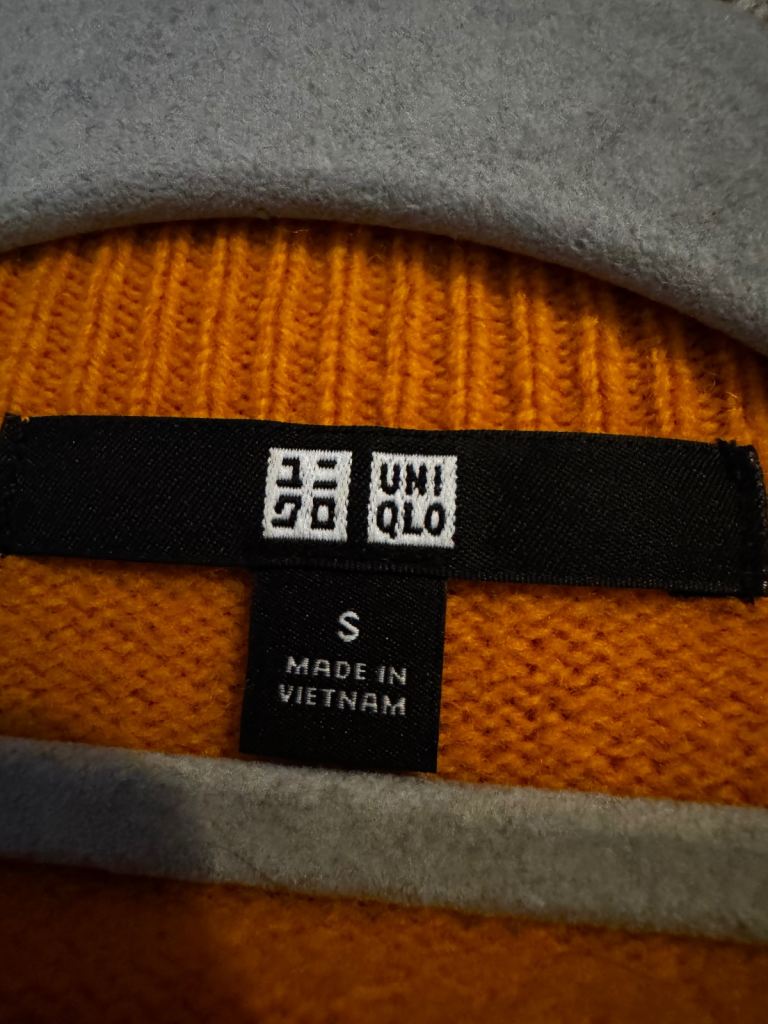 ユニ UNI
クロ QLO
S
MADE IN
VIETNAM